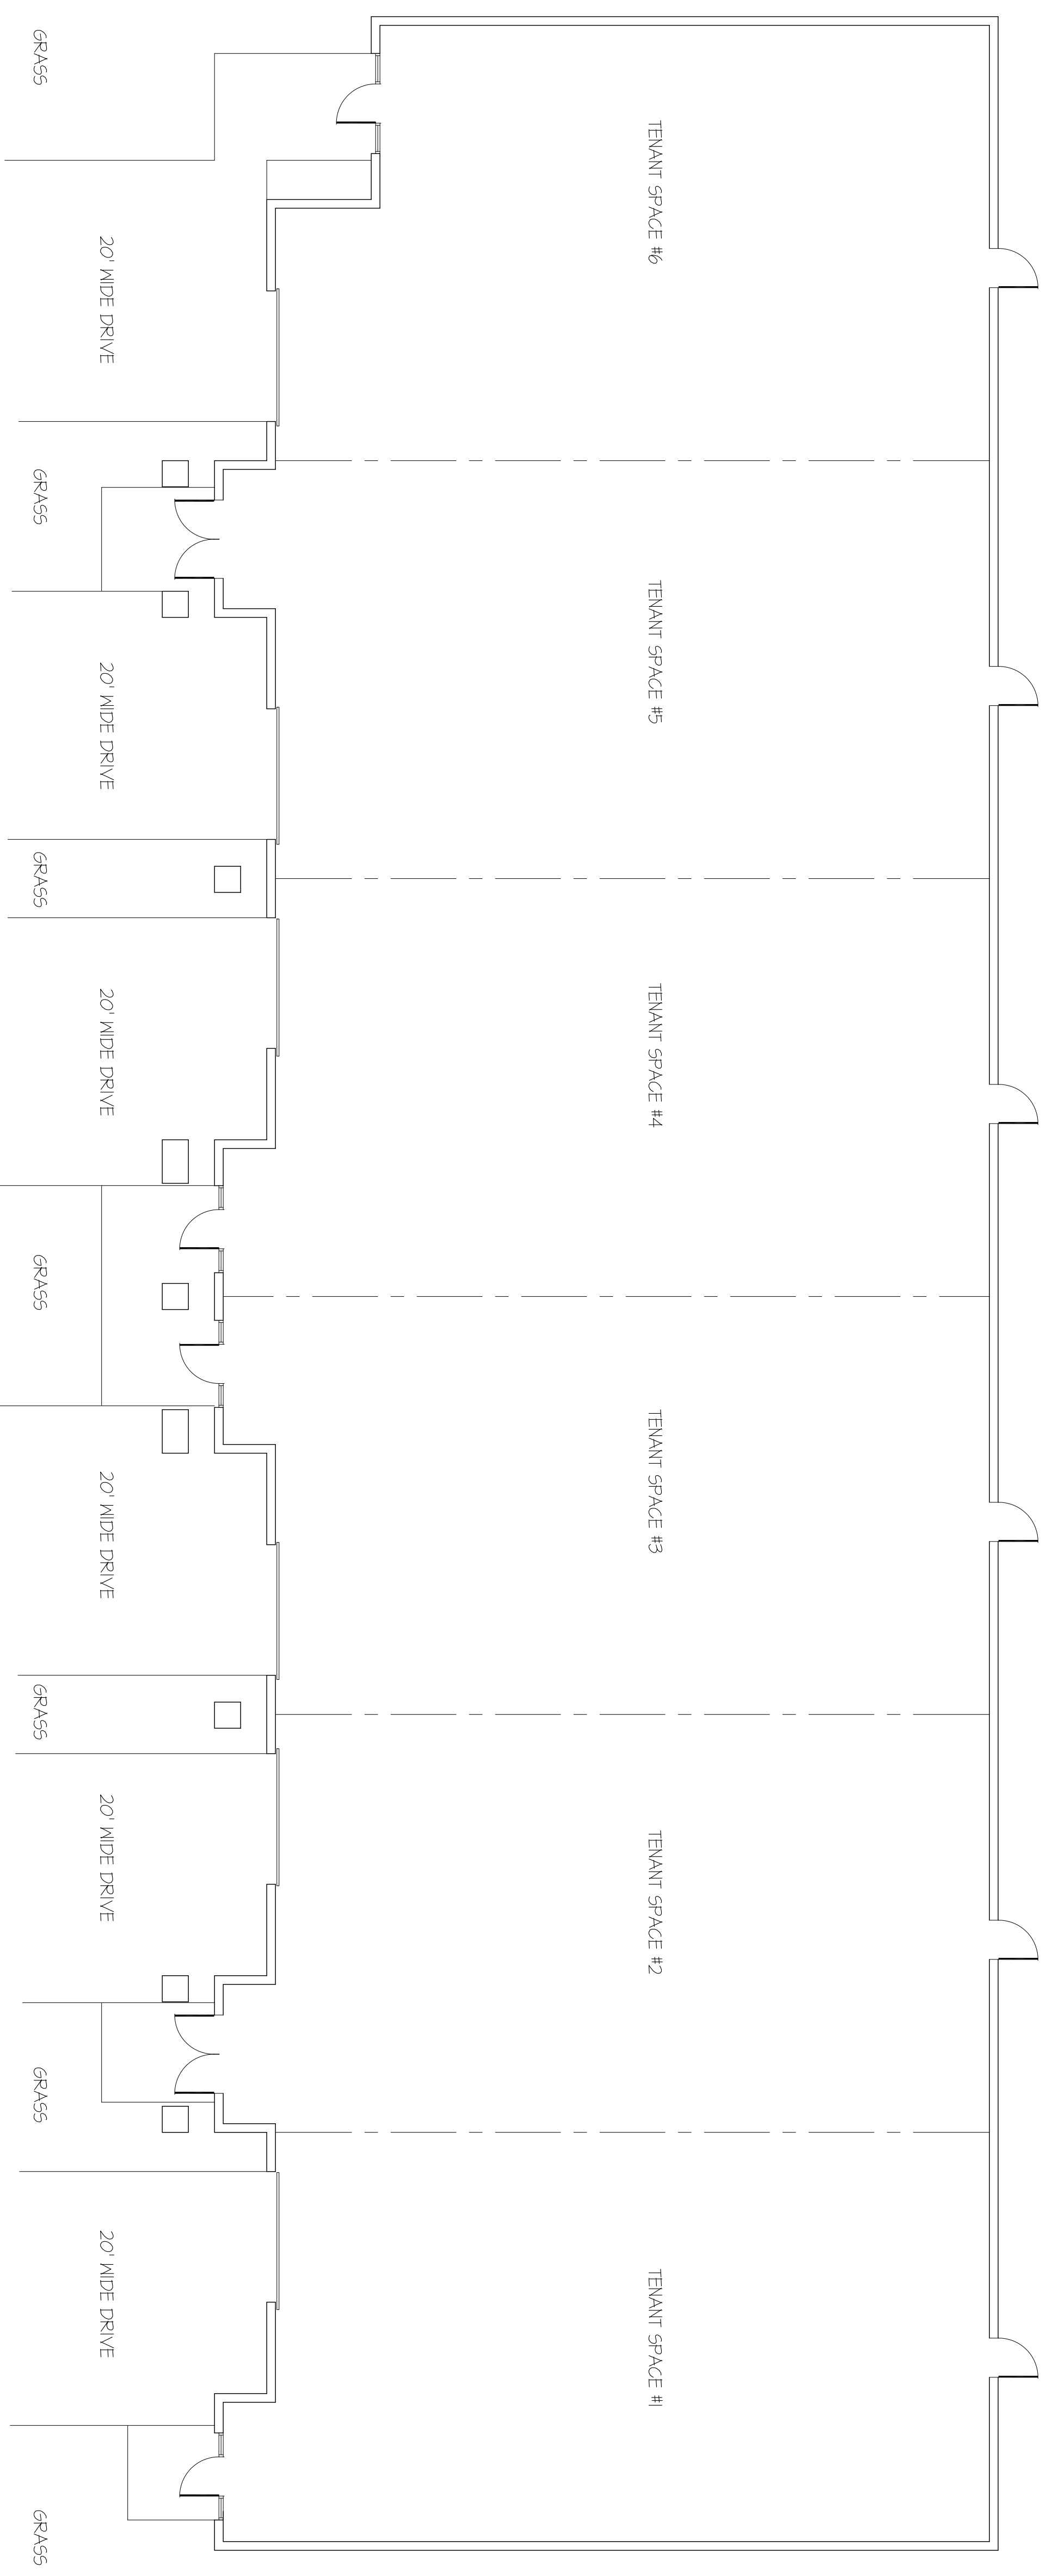 TENANT SPACE #6
TENANT SPACE #5
TENANT SPACE #4
TENANT SPACE #3
TENANT SPACE #2
TENANT SPACE #1
20' WIDE DRIVE
20' WIDE DRIVE
20' WIDE DRIVE
20' WIDE DRIVE
20' WIDE DRIVE
20' WIDE DRIVE
GRASS
GRASS
GRASS
GRASS
GRASS
GRASS
GRASS